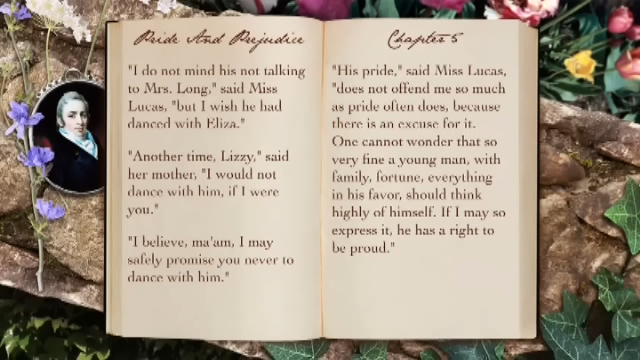 Pride And Prejudice
"I do not mind his not talking
to Mrs. Long," said Miss
Lucas, "but I wish he had
danced with Eliza."
"Another time, Lizzy," said
her mother, "I would not
dance with him, if I were
you."
"I believe, ma'am, I may
safely promise you never to
dance with him."
Chapter 5
"His pride," said Miss Lucas,
"does not offend me so much
as pride often does, because
there is an excuse for it.
One cannot wonder that so
very fine a young man, with
family, fortune, everything
in his favor, should think
highly of himself. If I may so
express it, he has a right to
be proud."